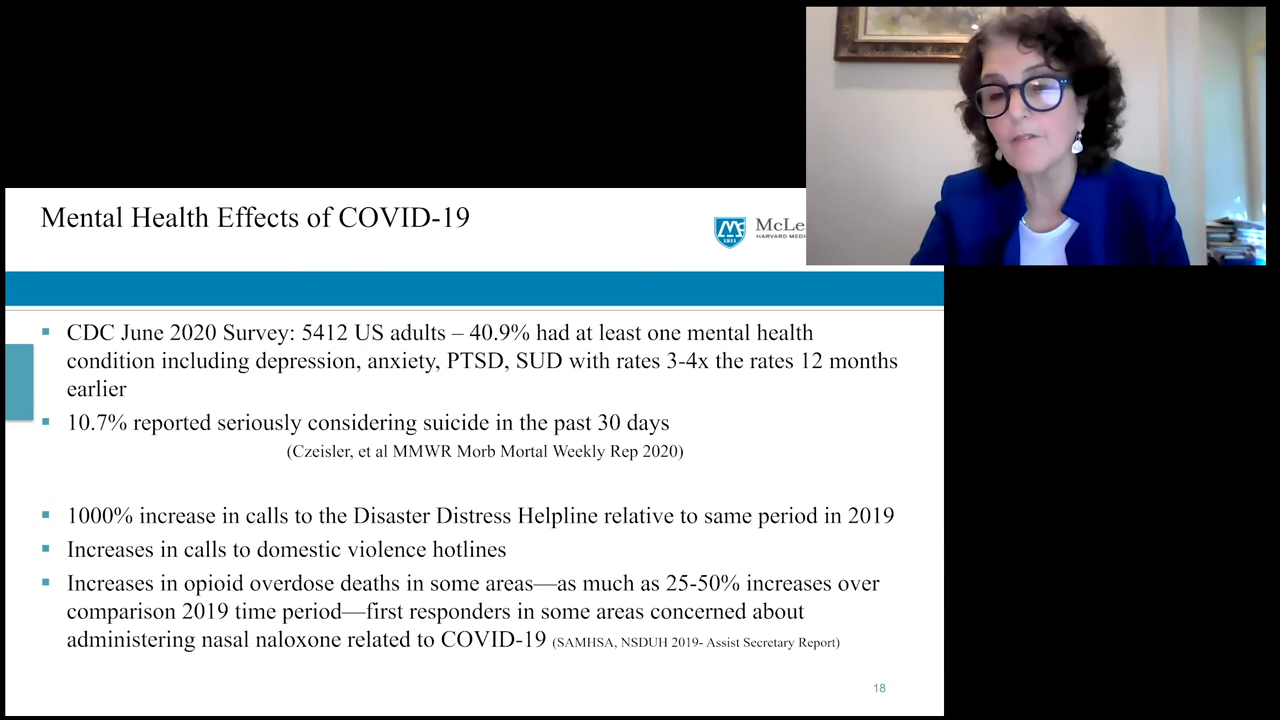 Mental Health Effects of COVID-19
McLe
HARVARD MEDI
1811
CDC June 2020 Survey: 5412 US adults – 40.9% had at least one mental health
condition including depression, anxiety, PTSD, SUD with rates 3-4x the rates 12 months
earlier
10.7% reported seriously considering suicide in the past 30 days
(Czeisler, et al MMWR Morb Mortal Weekly Rep 2020)
1000% increase in calls to the Disaster Distress Helpline relative to same period in 2019
Increases in calls to domestic violence hotlines
Increases in opioid overdose deaths in some areas—as much as 25-50% increases over
comparison 2019 time period—first responders in some areas concerned about
administering nasal naloxone related to COVID-19 (SAMHSA, NSDUH 2019- Assist Secretary Report)
18